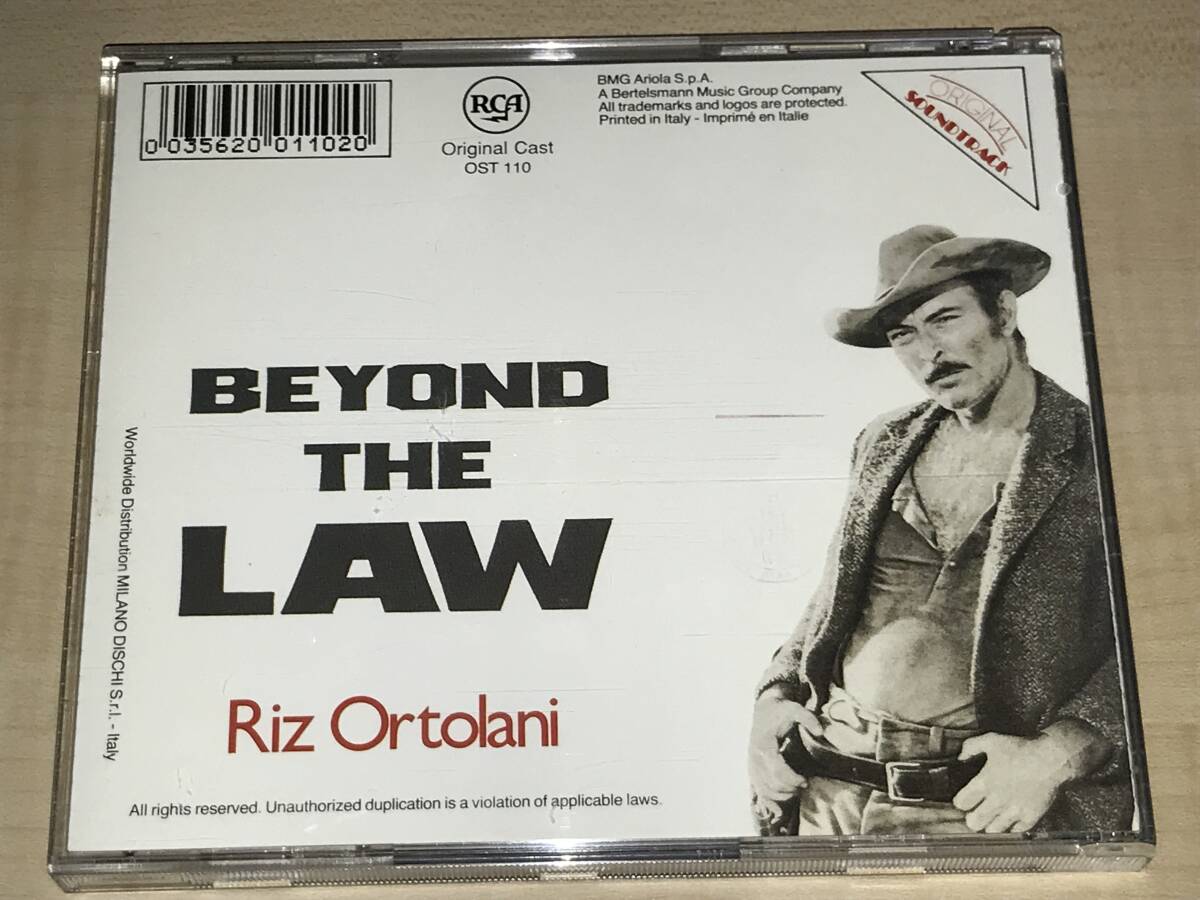 0 035620 011020
RCA
Original Cast
OST 110
BMG Ariola S.p.A.
A Bertelsmann Music Group Company
All trademarks and logos are protected.
Printed in Italy - Imprimé en Italie
ORIGINAL
SOUNDTRACK
BEYOND
THE
LAW
Riz Ortolani
Worldwide Distribution MILANO DISCHI S.r.l. - Italy
All rights reserved. Unauthorized duplication is a violation of applicable laws.